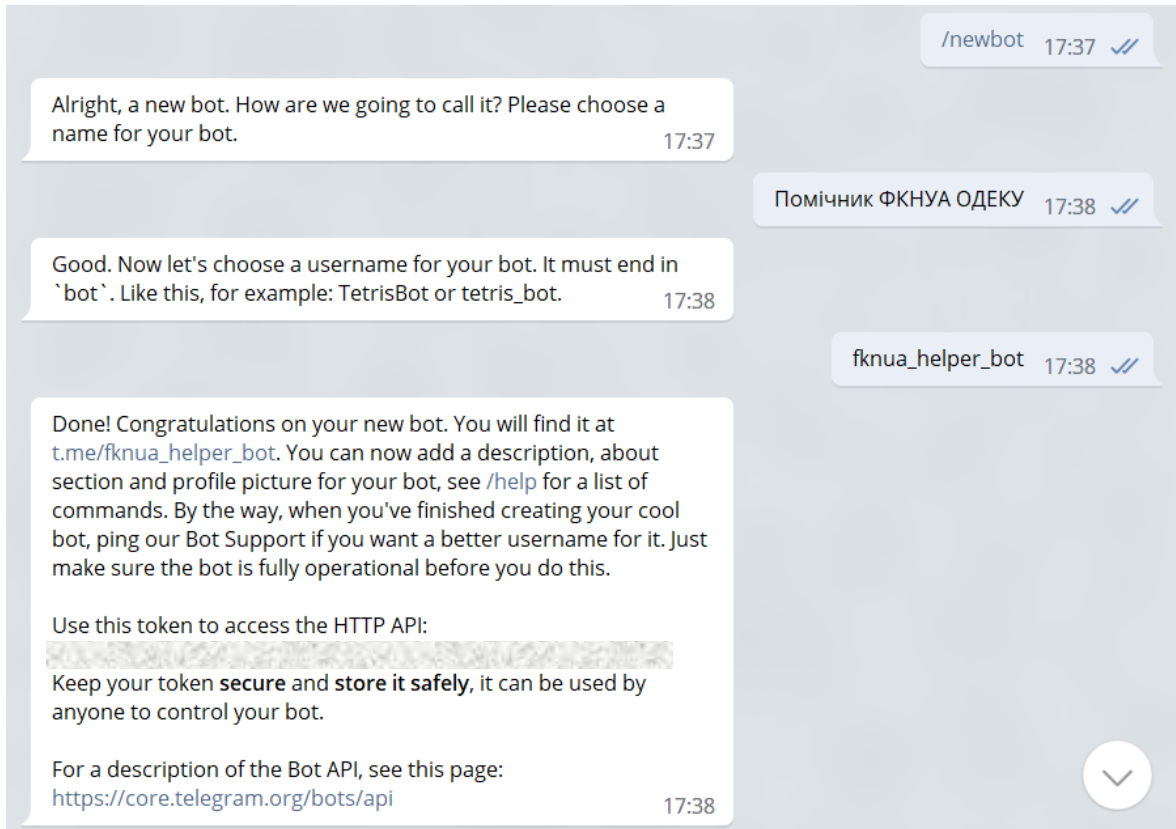 /newbot 17:37
Alright, a new bot. How are we going to call it? Please choose a
name for your bot.
17:37
Помічник ФКНУА ОДЕКУ 17:38
Good. Now let's choose a username for your bot. It must end in
`bot`. Like this, for example: TetrisBot or tetris_bot.
17:38
fknua_helper_bot 17:38
Done! Congratulations on your new bot. You will find it at
t.me/fknua_helper_bot. You can now add a description, about
section and profile picture for your bot, see /help for a list of
commands. By the way, when you've finished creating your cool
bot, ping our Bot Support if you want a better username for it. Just
make sure the bot is fully operational before you do this.
Use this token to access the HTTP API:
Keep your token secure and store it safely, it can be used by
anyone to control your bot.
For a description of the Bot API, see this page:
https://core.telegram.org/bots/api
17:38